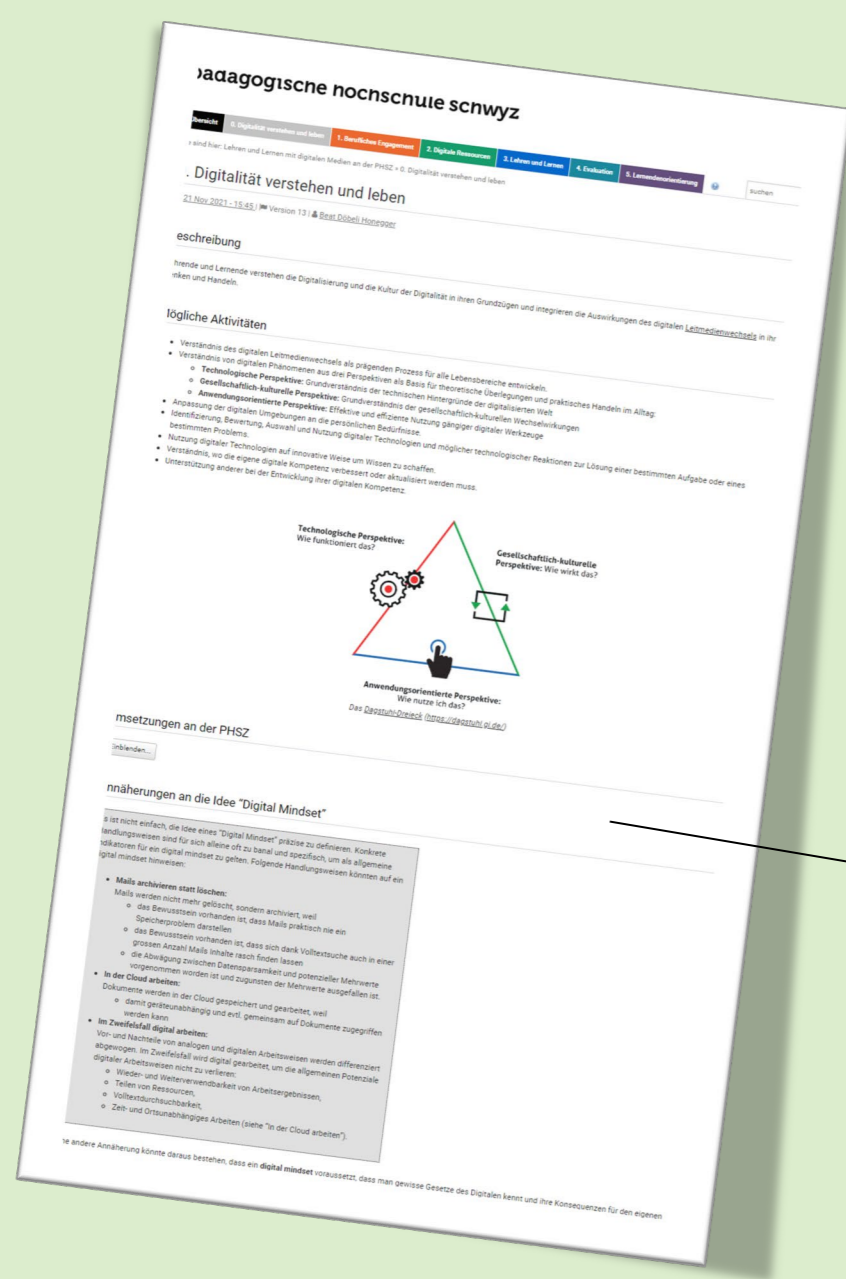 pädagogische hochschule schwyz
Übersicht 0. Digitalität verstehen und leben 1. Berufliches Engagement 2. Digitale Ressourcen 3. Lehren und Lernen 4. Evaluation 5. Lernendenorientierung suchen
sind hier: Lehren und Lernen mit digitalen Medien an der PHSZ » 0. Digitalität verstehen und leben
. Digitalität verstehen und leben
21 Nov 2021 - 15:45 | Version 13 | Beat Döbeli Honegger
eschreibung
hrende und Lernende verstehen die Digitalisierung und die Kultur der Digitalität in ihren Grundzügen und integrieren die Auswirkungen des digitalen Leitmedienwechsels in ihr
enken und Handeln.
lögliche Aktivitäten
• Verständnis des digitalen Leitmedienwechsels als prägenden Prozess für alle Lebensbereiche entwickeln.
• Verständnis von digitalen Phänomenen aus drei Perspektiven als Basis für theoretische Überlegungen und praktisches Handeln im Alltag:
o Technologische Perspektive: Grundverständnis der technischen Hintergründe der digitalisierten Welt
o Gesellschaftlich-kulturelle Perspektive: Grundverständnis der gesellschaftlich-kulturellen Wechselwirkungen
o Anwendungsorientierte Perspektive: Effektive und effiziente Nutzung gängiger digitaler Werkzeuge
• Anpassung der digitalen Umgebungen an die persönlichen Bedürfnisse.
• Identifizierung, Bewertung, Auswahl und Nutzung digitaler Technologien und möglicher technologischer Reaktionen zur Lösung einer bestimmten Aufgabe oder eines
bestimmten Problems.
• Nutzung digitaler Technologien auf innovative Weise um Wissen zu schaffen.
• Verständnis, wo die eigene digitale Kompetenz verbessert oder aktualisiert werden muss.
• Unterstützung anderer bei der Entwicklung ihrer digitalen Kompetenz.
Technologische Perspektive:
Wie funktioniert das?
Gesellschaftlich-kulturelle
Perspektive: Wie wirkt das?
Anwendungsorientierte Perspektive:
Wie nutze ich das?
Das Dagstuhl-Dreieck (https://dagstuhl.gi.de/)
msetzungen an der PHSZ
Einblenden...
nnäherungen an die Idee "Digital Mindset"
s ist nicht einfach, die Idee eines "Digital Mindset" präzise zu definieren. Konkrete
landlungsweisen sind für sich alleine oft zu banal und spezifisch, um als allgemeine
ndikatoren für ein digital mindset zu gelten. Folgende Handlungsweisen könnten auf ein
igital mindset hinweisen:
• Mails archivieren statt löschen:
Mails werden nicht mehr gelöscht, sondern archiviert, weil
o das Bewusstsein vorhanden ist, dass Mails praktisch nie ein
Speicherproblem darstellen
o das Bewusstsein vorhanden ist, dass sich dank Volltextsuche auch in einer
grossen Anzahl Mails Inhalte rasch finden lassen
o die Abwägung zwischen Datensparsamkeit und potenzieller Mehrwerte
vorgenommen worden ist und zugunsten der Mehrwerte ausgefallen ist.
• In der Cloud arbeiten:
Dokumente werden in der Cloud gespeichert und gearbeitet, weil
o damit geräteunabhängig und evtl. gemeinsam auf Dokumente zugegriffen
werden kann
• Im Zweifelsfall digital arbeiten:
Vor- und Nachteile von analogen und digitalen Arbeitsweisen werden differenziert
abgewogen. Im Zweifelsfall wird digital gearbeitet, um die allgemeinen Potenziale
digitaler Arbeitsweisen nicht zu verlieren:
o Wieder- und Weiterverwendbarkeit von Arbeitsergebnissen,
o Teilen von Ressourcen,
o Volltextdurchsuchbarkeit,
o Zeit- und Ortsunabhängiges Arbeiten (siehe "in der Cloud arbeiten").
ne andere Annäherung könnte daraus bestehen, dass ein digital mindset voraussetzt, dass man gewisse Gesetze des Digitalen kennt und ihre Konsequenzen für den eigenen